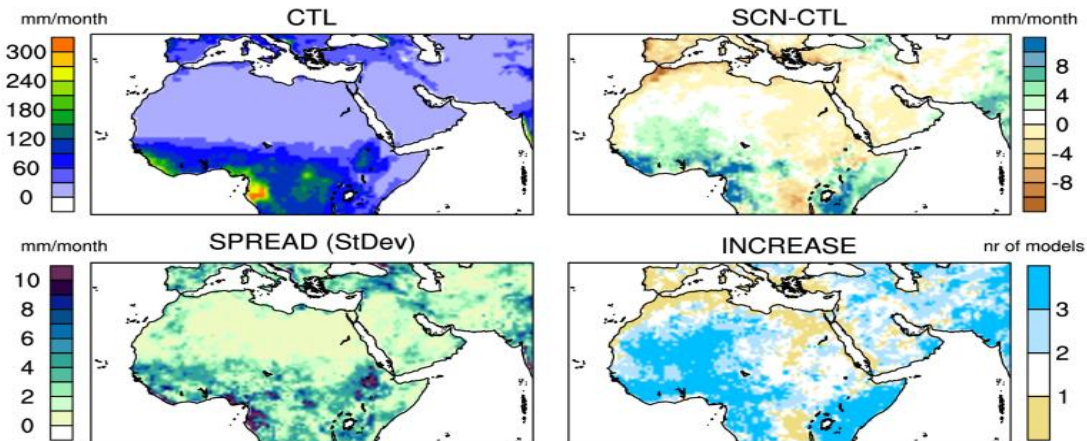 mm/month
CTL
300
240
180
120
60
0
SCN-CTL
mm/month
8
4
0
-4
-8
mm/month
SPREAD (StDev)
10
8
6
4
2
0
INCREASE
nr of models
3
2
1